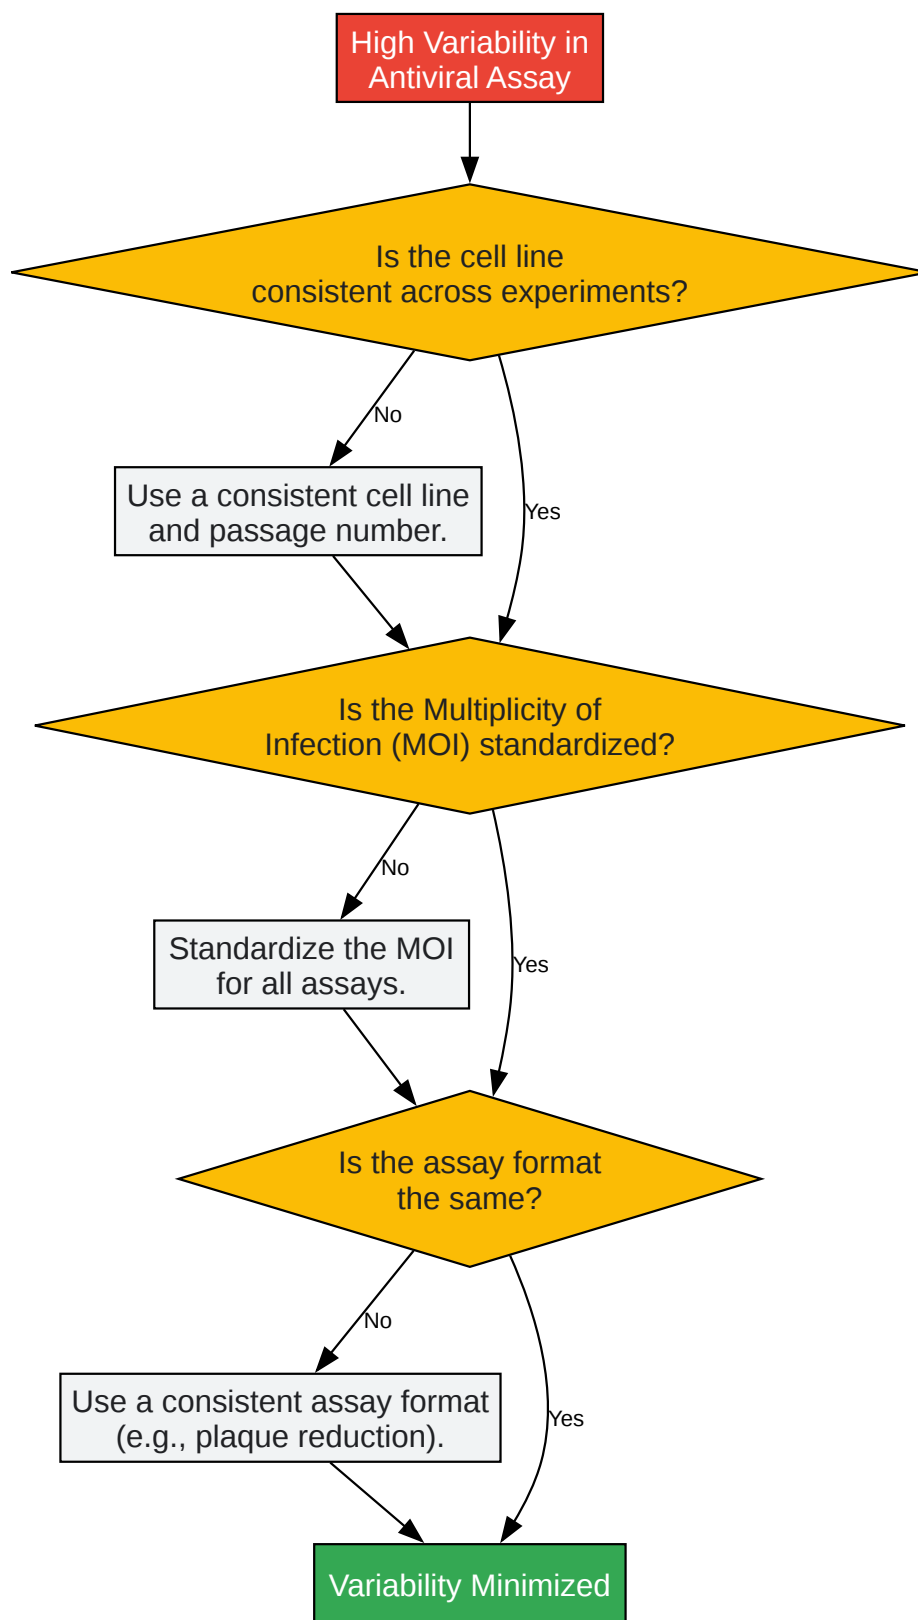 High Variability in
Antiviral Assay
Is the cell line
consistent across experiments?
No
Use a consistent cell line
and passage number.
Yes
Is the Multiplicity of
Infection (MOI) standardized?
No
Standardize the MOI
for all assays.
Yes
Is the assay format
the same?
No
Use a consistent assay format
(e.g., plaque reduction).
Yes
Variability Minimized